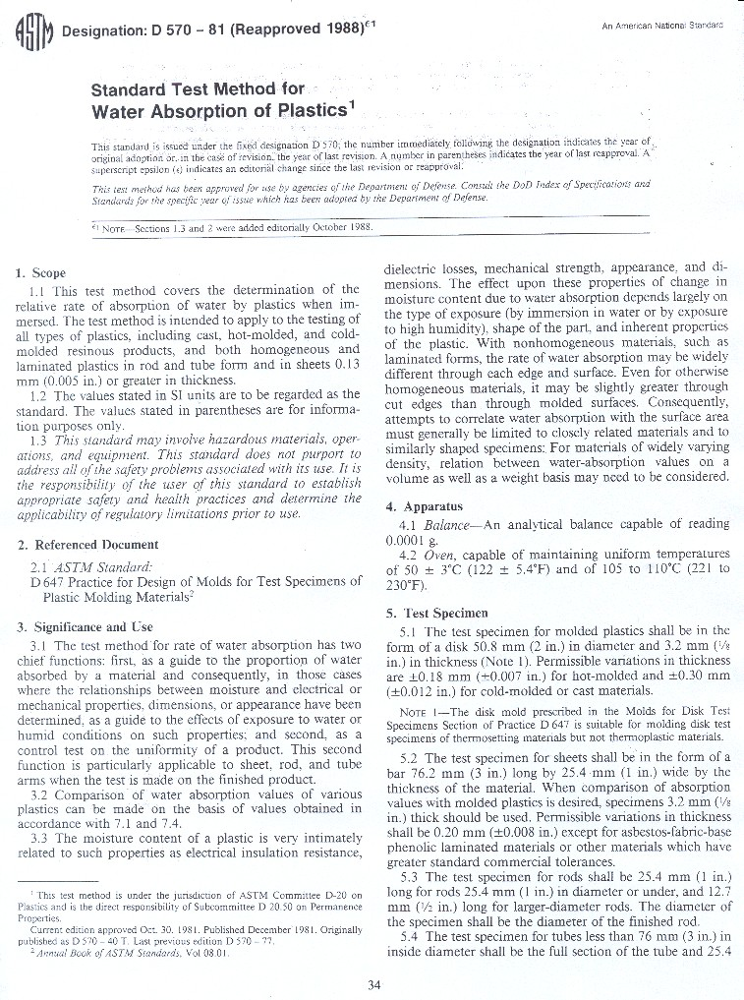 ASTM
Designation: D 570 – 81 (Reapproved 1988)ϵ1
An American National Standard
Standard Test Method for
Water Absorption of Plastics1
This standard is issued under the fixed designation D 570; the number immediately following the designation indicates the year of
original adoption or, in the case of revision, the year of last revision. A number in parentheses indicates the year of last reapproval. A
superscript epsilon (ϵ) indicates an editorial change since the last revision or reapproval.
This test method has been approved for use by agencies of the Department of Defense. Consult the DoD Index of Specifications and
Standards for the specific year of issue which has been adopted by the Department of Defense.
ϵ1 NOTE—Sections 1.3 and 2 were added editorially October 1988.
1. Scope
1.1 This test method covers the determination of the
relative rate of absorption of water by plastics when im-
mersed. The test method is intended to apply to the testing of
all types of plastics, including cast, hot-molded, and cold-
molded resinous products, and both homogeneous and
laminated plastics in rod and tube form and in sheets 0.13
mm (0.005 in.) or greater in thickness.
1.2 The values stated in SI units are to be regarded as the
standard. The values stated in parentheses are for informa-
tion purposes only.
1.3 This standard may involve hazardous materials, oper-
ations, and equipment. This standard does not purport to
address all of the safety problems associated with its use. It is
the responsibility of the user of this standard to establish
appropriate safety and health practices and determine the
applicability of regulatory limitations prior to use.
2. Referenced Document
2.1 ASTM Standard:
D 647 Practice for Design of Molds for Test Specimens of
Plastic Molding Materials2
3. Significance and Use
3.1 The test method for rate of water absorption has two
chief functions: first, as a guide to the proportion of water
absorbed by a material and consequently, in those cases
where the relationships between moisture and electrical or
mechanical properties, dimensions, or appearance have been
determined, as a guide to the effects of exposure to water or
humid conditions on such properties; and second, as a
control test on the uniformity of a product. This second
function is particularly applicable to sheet, rod, and tube
arms when the test is made on the finished product.
3.2 Comparison of water absorption values of various
plastics can be made on the basis of values obtained in
accordance with 7.1 and 7.4.
3.3 The moisture content of a plastic is very intimately
related to such properties as electrical insulation resistance,
1 This test method is under the jurisdiction of ASTM Committee D-20 on
Plastics and is the direct responsibility of Subcommittee D 20.50 on Permanence
Properties.
Current edition approved Oct. 30, 1981. Published December 1981. Originally
published as D 570 – 40 T. Last previous edition D 570 – 77.
2 Annual Book of ASTM Standards, Vol 08.01.
dielectric losses, mechanical strength, appearance, and di-
mensions. The effect upon these properties of change in
moisture content due to water absorption depends largely on
the type of exposure (by immersion in water or by exposure
to high humidity), shape of the part, and inherent properties
of the plastic. With nonhomogeneous materials, such as
laminated forms, the rate of water absorption may be widely
different through each edge and surface. Even for otherwise
homogeneous materials, it may be slightly greater through
cut edges than through molded surfaces. Consequently,
attempts to correlate water absorption with the surface area
must generally be limited to closely related materials and to
similarly shaped specimens: For materials of widely varying
density, relation between water-absorption values on a
volume as well as a weight basis may need to be considered.
4. Apparatus
4.1 Balance—An analytical balance capable of reading
0.0001 g.
4.2 Oven, capable of maintaining uniform temperatures
of 50 ± 3°C (122 ± 5.4°F) and of 105 to 110°C (221 to
230°F).
5. Test Specimen
5.1 The test specimen for molded plastics shall be in the
form of a disk 50.8 mm (2 in.) in diameter and 3.2 mm (1/8
in.) in thickness (Note 1). Permissible variations in thickness
are ±0.18 mm (±0.007 in.) for hot-molded and ±0.30 mm
(±0.012 in.) for cold-molded or cast materials.
NOTE 1—The disk mold prescribed in the Molds for Disk Test
Specimens Section of Practice D 647 is suitable for molding disk test
specimens of thermosetting materials but not thermoplastic materials.
5.2 The test specimen for sheets shall be in the form of a
bar 76.2 mm (3 in.) long by 25.4 mm (1 in.) wide by the
thickness of the material. When comparison of absorption
values with molded plastics is desired, specimens 3.2 mm (1/8
in.) thick should be used. Permissible variations in thickness
shall be 0.20 mm (±0.008 in.) except for asbestos-fabric-base
phenolic laminated materials or other materials which have
greater standard commercial tolerances.
5.3 The test specimen for rods shall be 25.4 mm (1 in.)
long for rods 25.4 mm (1 in.) in diameter or under, and 12.7
mm (1/2 in.) long for larger-diameter rods. The diameter of
the specimen shall be the diameter of the finished rod.
5.4 The test specimen for tubes less than 76 mm (3 in.) in
inside diameter shall be the full section of the tube and 25.4
34